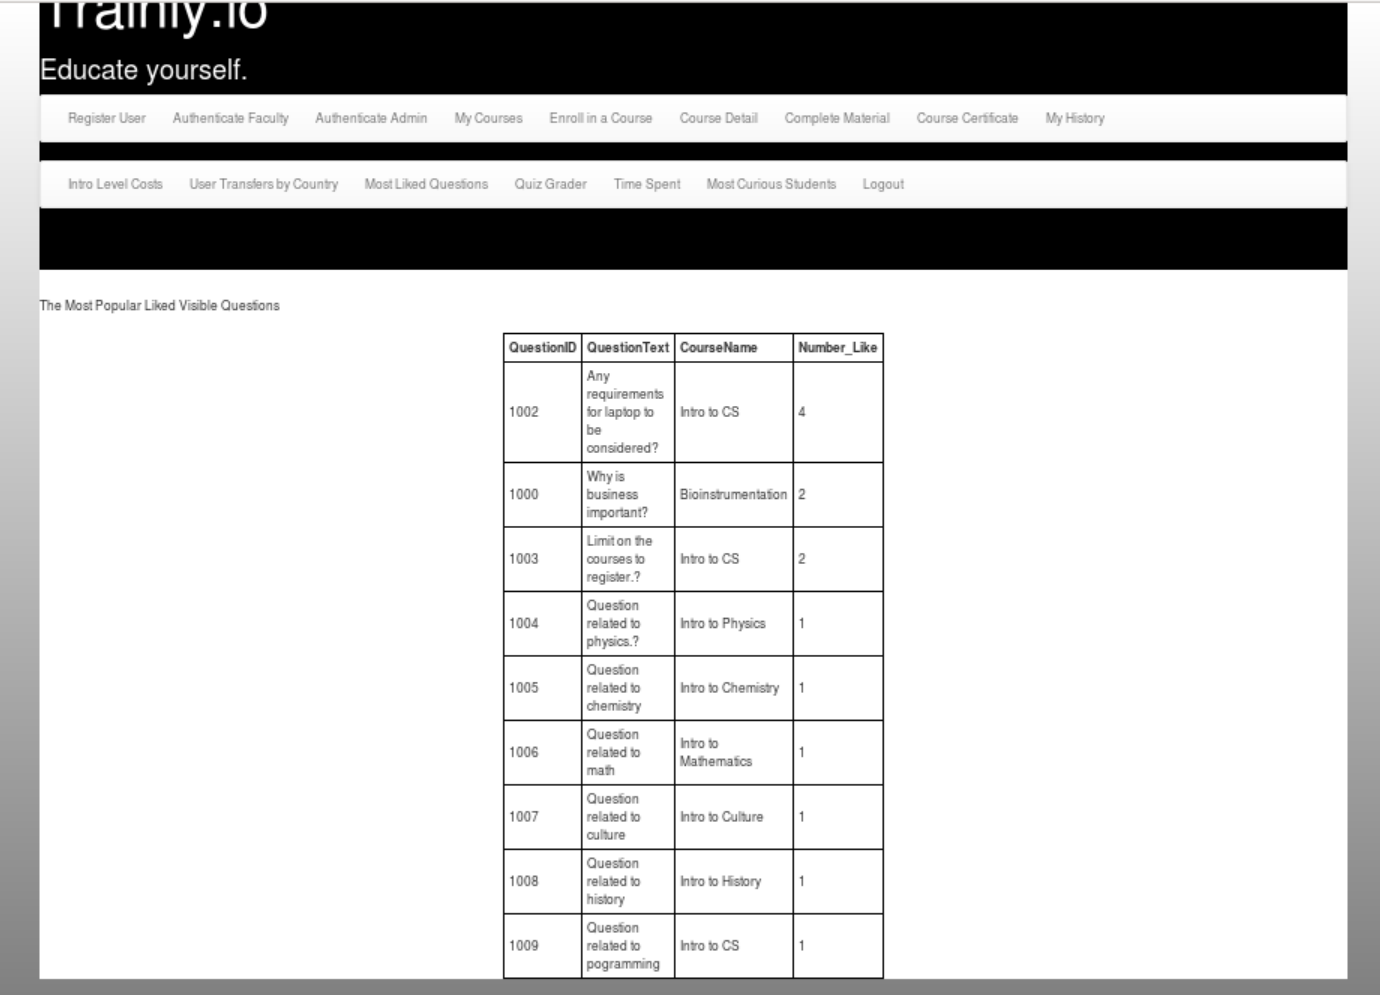 Trainly.io
Educate yourself.
Register User Authenticate Faculty Authenticate Admin My Courses Enroll in a Course Course Detail Complete Material Course Certificate My History
Intro Level Costs User Transfers by Country Most Liked Questions Quiz Grader Time Spent Most Curious Students Logout
The Most Popular Liked Visible Questions
QuestionID QuestionText CourseName Number_Like
1002 Any requirements for laptop to be considered? Intro to CS 4
1000 Why is business important? Bioinstrumentation 2
1003 Limit on the courses to register.? Intro to CS 2
1004 Question related to physics.? Intro to Physics 1
1005 Question related to chemistry Intro to Chemistry 1
1006 Question related to math Intro to Mathematics 1
1007 Question related to culture Intro to Culture 1
1008 Question related to history Intro to History 1
1009 Question related to pogramming Intro to CS 1